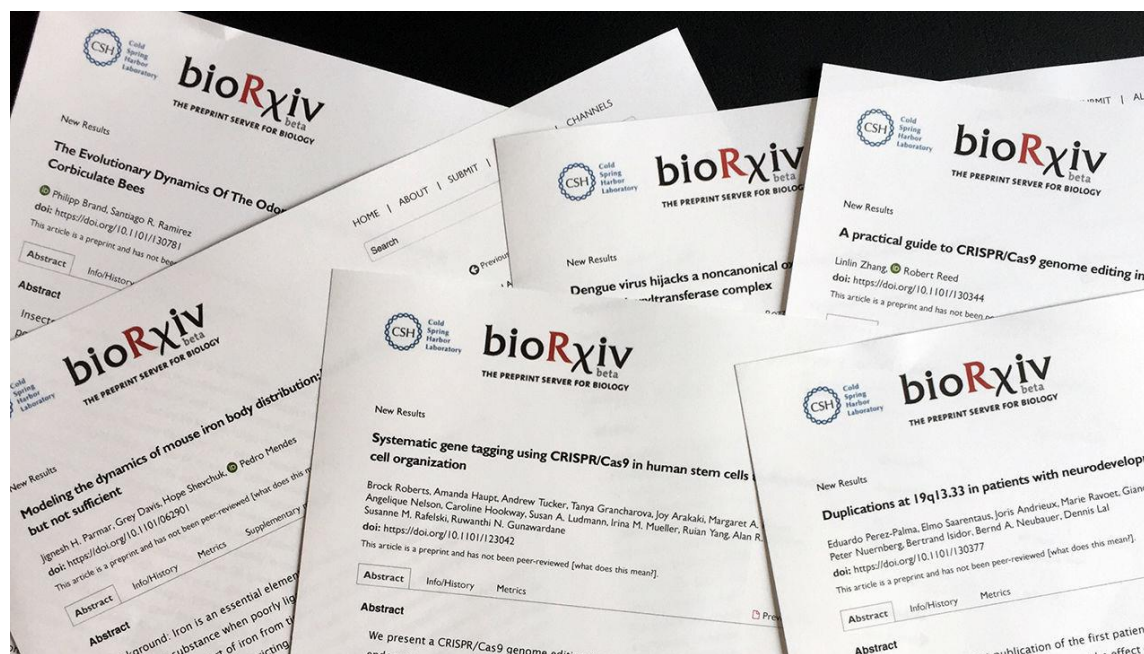 CSH Cold
Spring
Harbor
Laboratory
bioRxiv
beta
THE PREPRINT SERVER FOR BIOLOGY
New Results
The Evolutionary Dynamics Of The
Corbiculate Bees
Philipp Brand, Santiago R. Ramirez
doi: https://doi.org/10.1101/130781
This article is a preprint and has not
Abstract Info/History
Abstract
CHANNELS
HOME | ABOUT | SUBMIT |
Search
Cold
Spring
Harbor
Laboratory
bioRxiv
beta
THE PREPRINT SERVER FOR BIOLOGY
New Results
Modeling the dynamics of mouse iron body distribution:
but not sufficient
Jignesh H. Parmar, Grey Davis, Hope Shevchuk, Pedro Mendes
doi: https://doi.org/10.1101/062901
This article is a preprint and has not been peer-reviewed [what does this
Abstract Info/History Metrics Supplementary
Abstract
Iron is an essential
substance when poorly
of iron from
CSH Cold
Spring
Harbor
Laboratory
bioRxiv
beta
THE PREPRINT SERVER FOR
New Results
Dengue virus hijacks a noncanonical
complex
CSH Cold
Spring
Harbor
Laboratory
bioRxiv
beta
THE PREPRINT SERVER FOR BIOLOGY
New Results
A practical guide to CRISPR/Cas9 genome editing in
Linlin Zhang, Robert Reed
doi: https://doi.org/10.1101/130344
This article is a preprint and has not been
CSH Cold
Spring
Harbor
Laboratory
bioRxiv
beta
THE PREPRINT SERVER FOR BIOLOGY
New Results
Systematic gene tagging using CRISPR/Cas9 in human stem cells
cell organization
Brock Roberts, Amanda Haupt, Andrew Tucker, Tanya Grancharova, Joy Arakaki, Margaret A.
Angelique Nelson, Caroline Hookway, Susan A. Ludmann, Irina M. Mueller, Ruian Yang, Alan R.
Susanne M. Rafelski, Ruwanthi N. Gunawardane
doi: https://doi.org/10.1101/123042
This article is a preprint and has not been peer-reviewed [what does this mean?].
Abstract Info/History Metrics
Abstract
We present a CRISPR/Cas9 genome
CSH Cold
Spring
Harbor
Laboratory
bioRxiv
beta
THE PREPRINT SERVER FOR BIOLOGY
New Results
Duplications at 19q13.33 in patients with
Eduardo Perez-Palma, Elmo Saarentaus, Joris Andrieux, Marie Ravoet,
Peter Nuernberg, Bertrand Isidor, Bernd A. Neubauer, Dennis Lal
doi: https://doi.org/10.1101/130377
This article is a preprint and has not been peer-reviewed [what does this mean?].
Abstract Info/History Metrics
Abstract
publication of the first